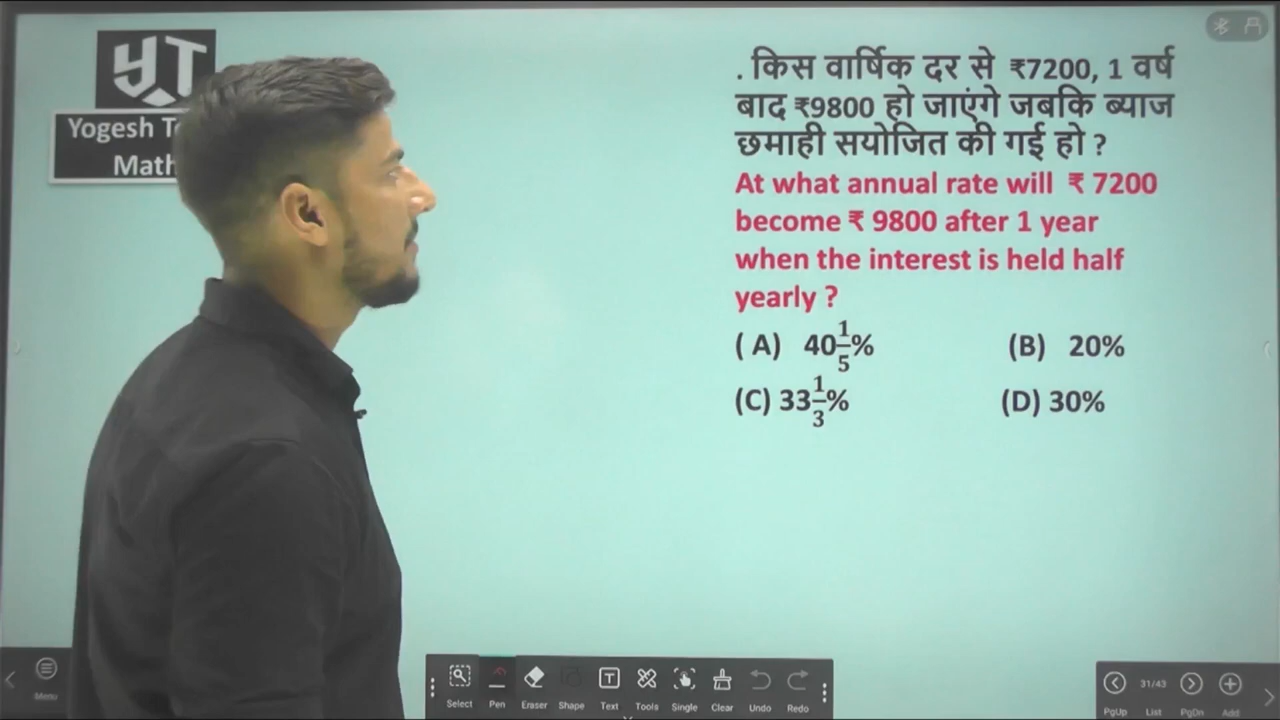 YT
Yogesh T
Math
. किस वार्षिक दर से ₹7200, 1 वर्ष
बाद ₹9800 हो जाएंगे जबकि ब्याज
छमाही सयोजित की गई हो ?
At what annual rate will ₹ 7200
become ₹ 9800 after 1 year
when the interest is held half
yearly ?
( A) 40 1/5 % (B) 20%
(C) 33 1/3 % (D) 30%
Menu
Select Pen Eraser Shape Text Tools Single Clear Undo Redo
31/43
PgUp List PgDn Add